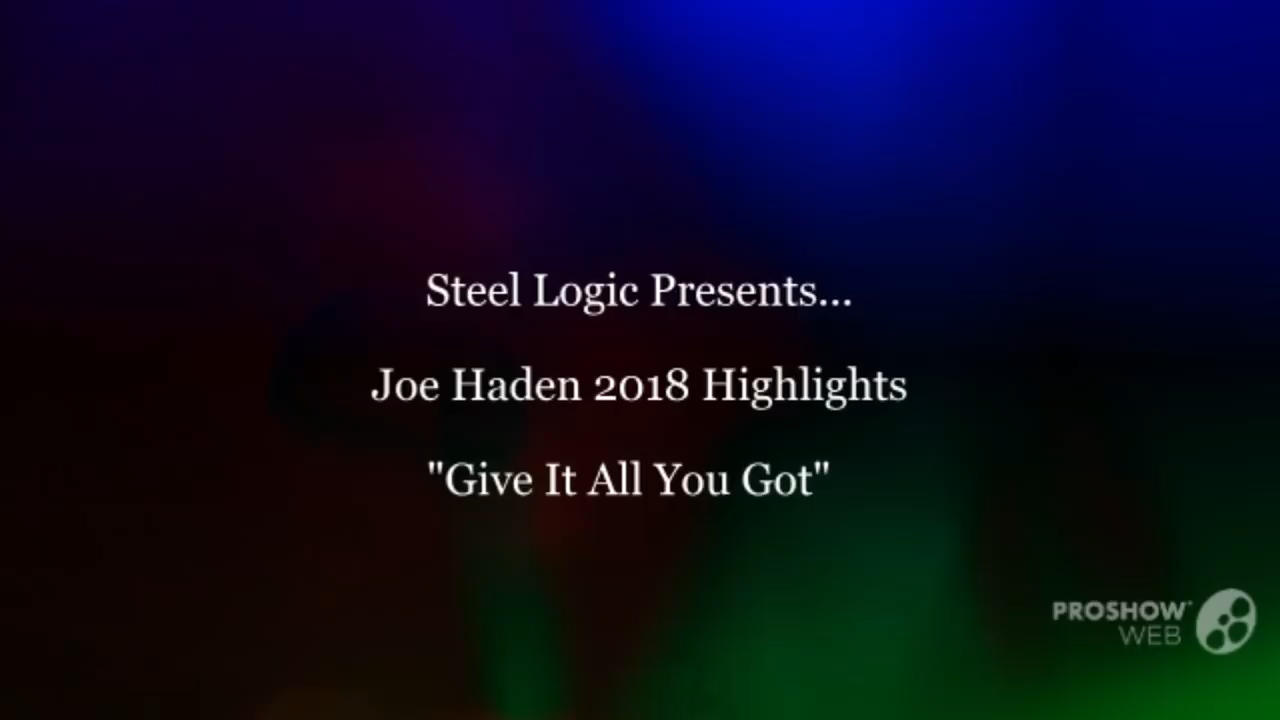 Steel Logic Presents...
Joe Haden 2018 Highlights
"Give It All You Got"
PROSHOW
WEB